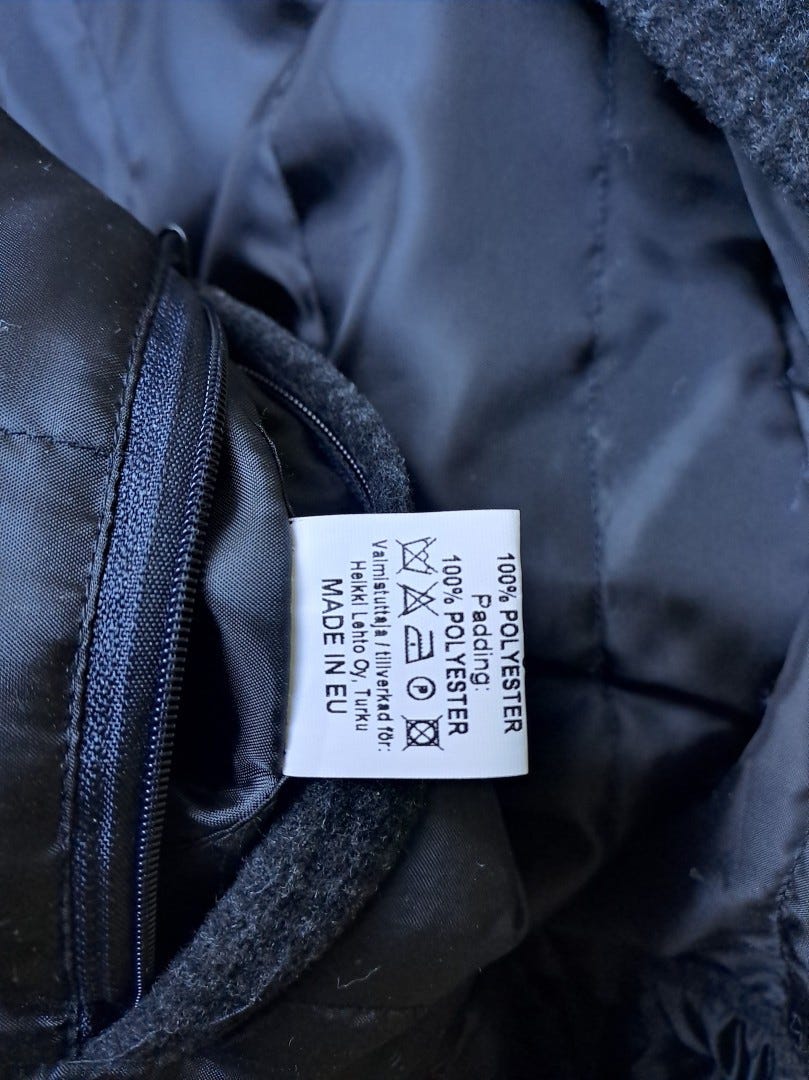 100% POLYESTER
Padding:
100% POLYESTER
P
Valmistuttaja / tillverkad för:
Heikki Lehto Oy, Turku
MADE IN EU